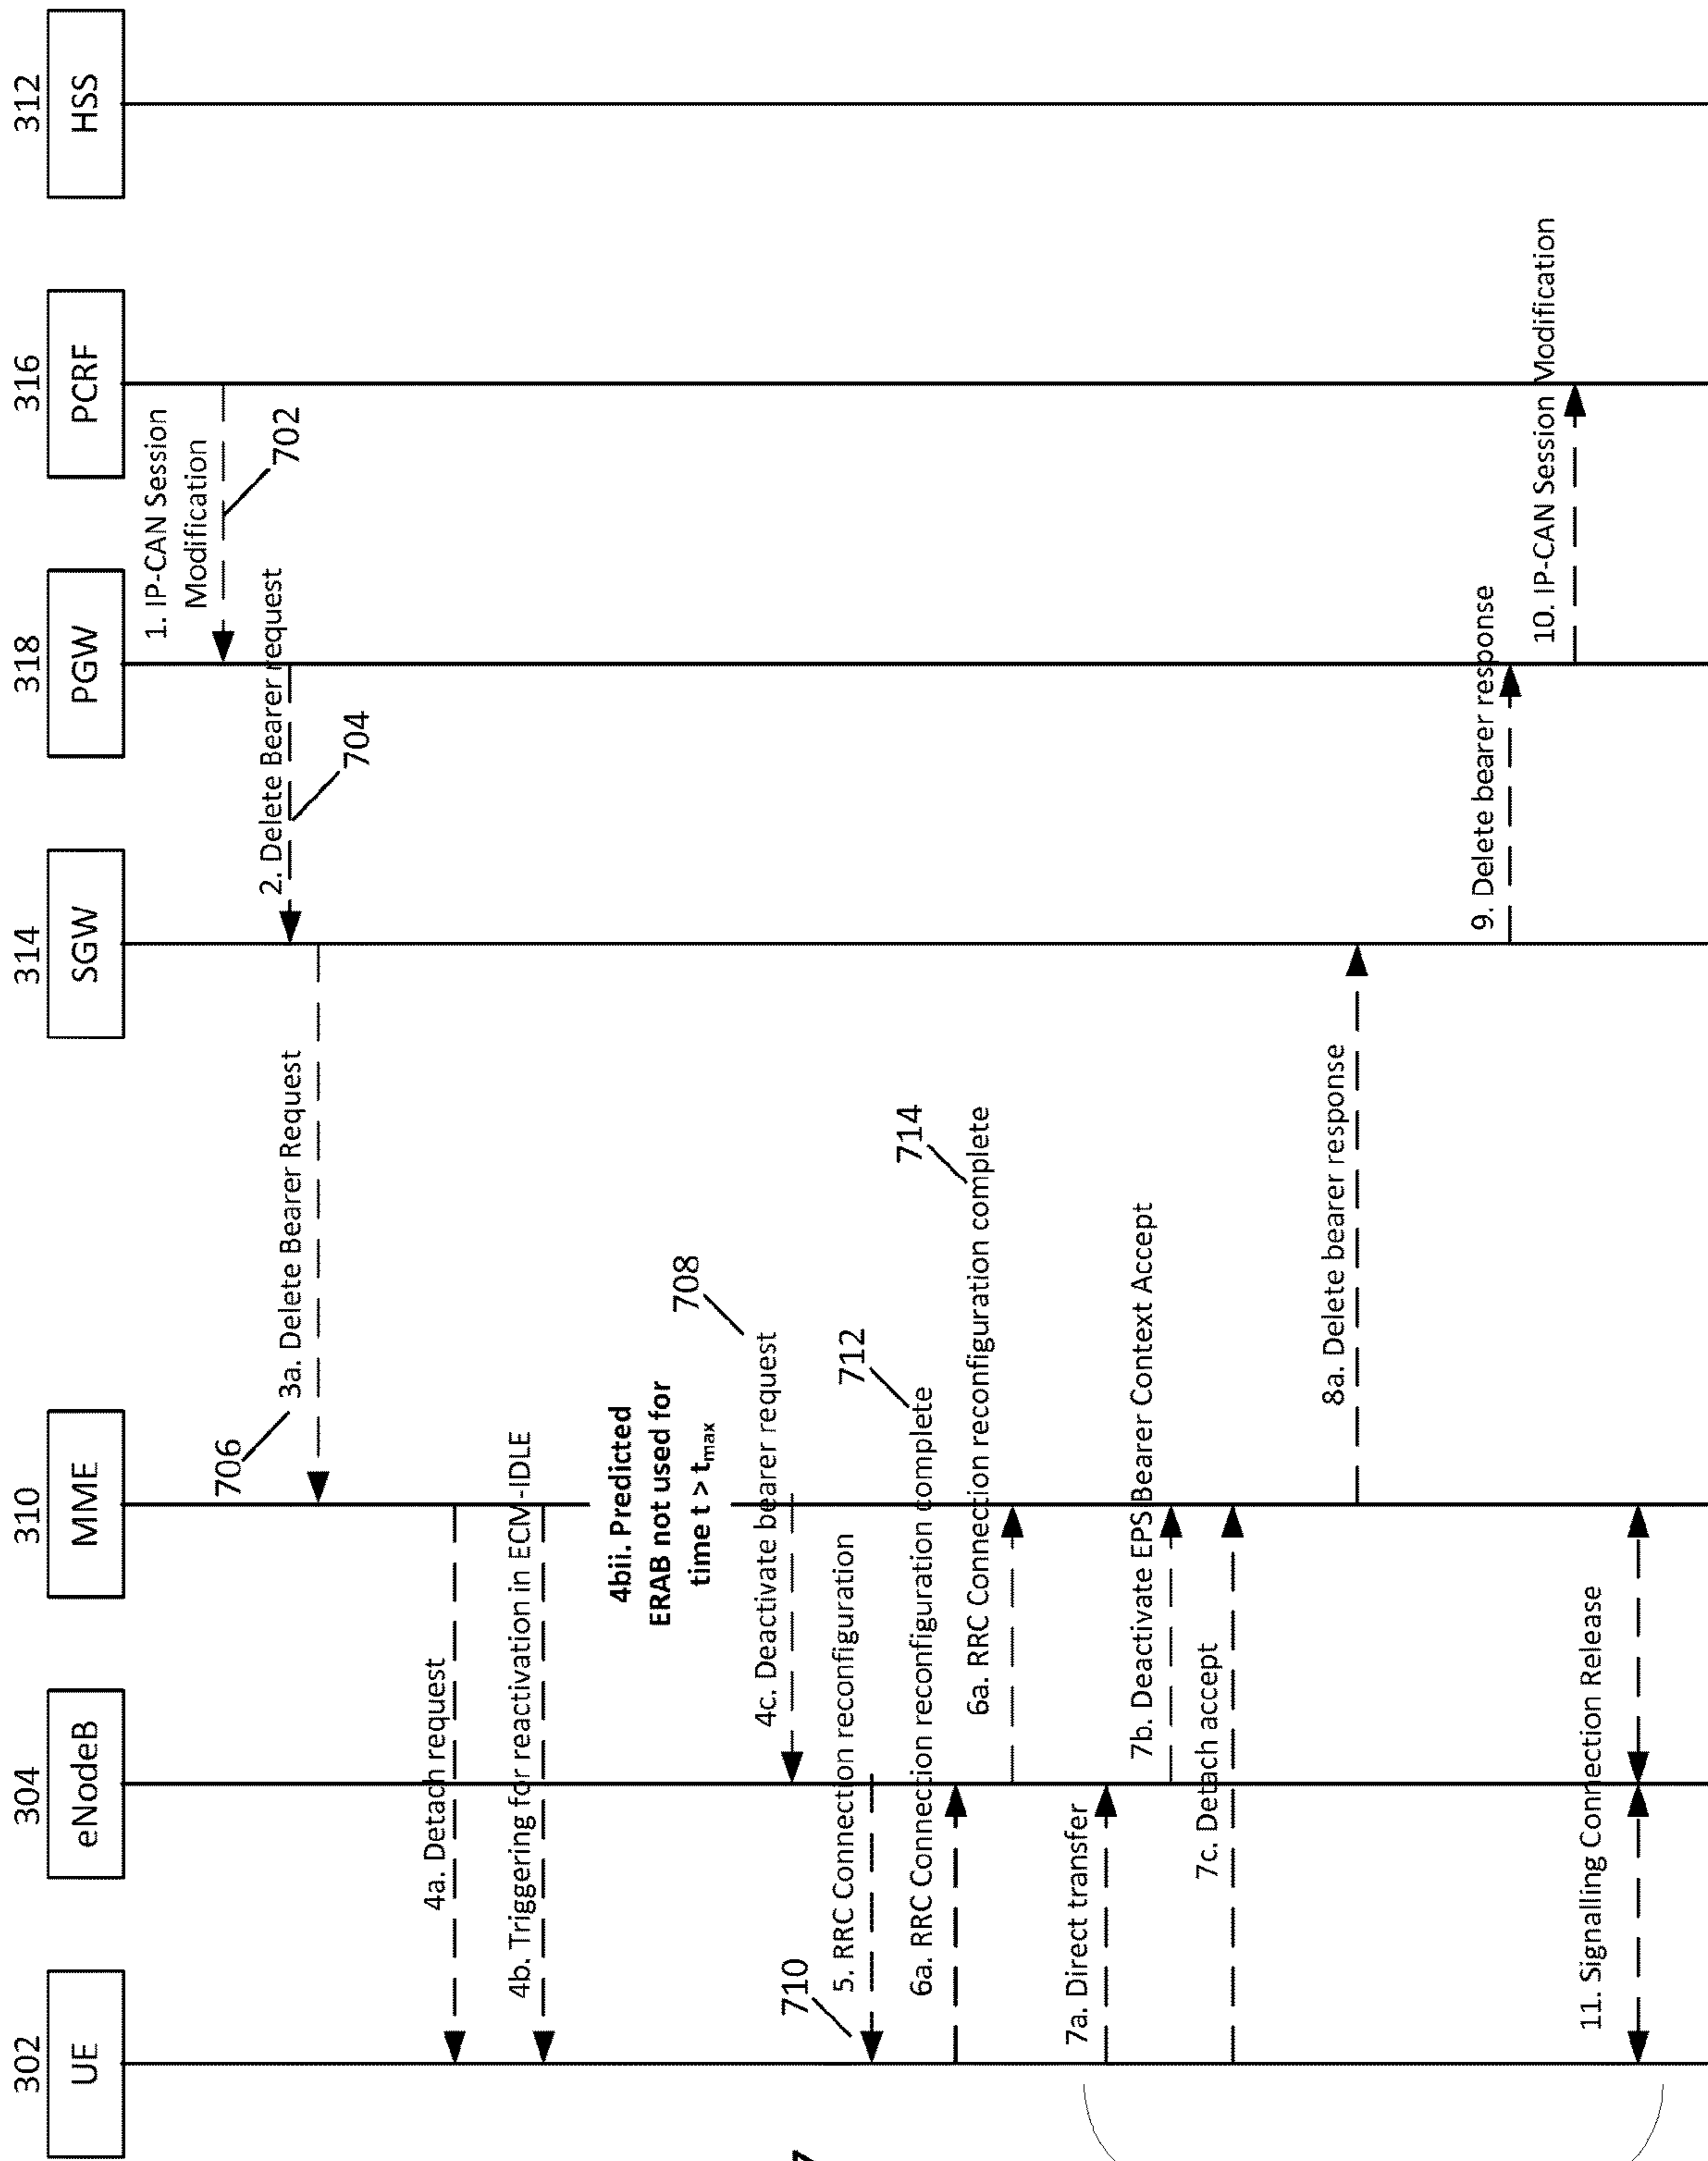 302
UE
304
eNodeB
310
MME
314
SGW
318
PGW
316
PCRF
312
HSS
1. IP-CAN Session
Modification
702
2. Delete Bearer request
704
706
3a. Delete Bearer Request
4a. Detach request
4b. Triggering for reactivation in ECM-IDLE
4bii. Predicted
ERAB not used for
time t > tmax
708
4c. Deactivate bearer request
710
5. RRC Connection reconfiguration
712
6a. RRC Connection reconfiguration complete
714
6a. RRC Connection reconfiguration complete
7a. Direct transfer
7b. Deactivate EPS Bearer Context Accept
7c. Detach accept
8a. Delete bearer response
9. Delete bearer response
10. IP-CAN Session Modification
11. Signalling Connection Release